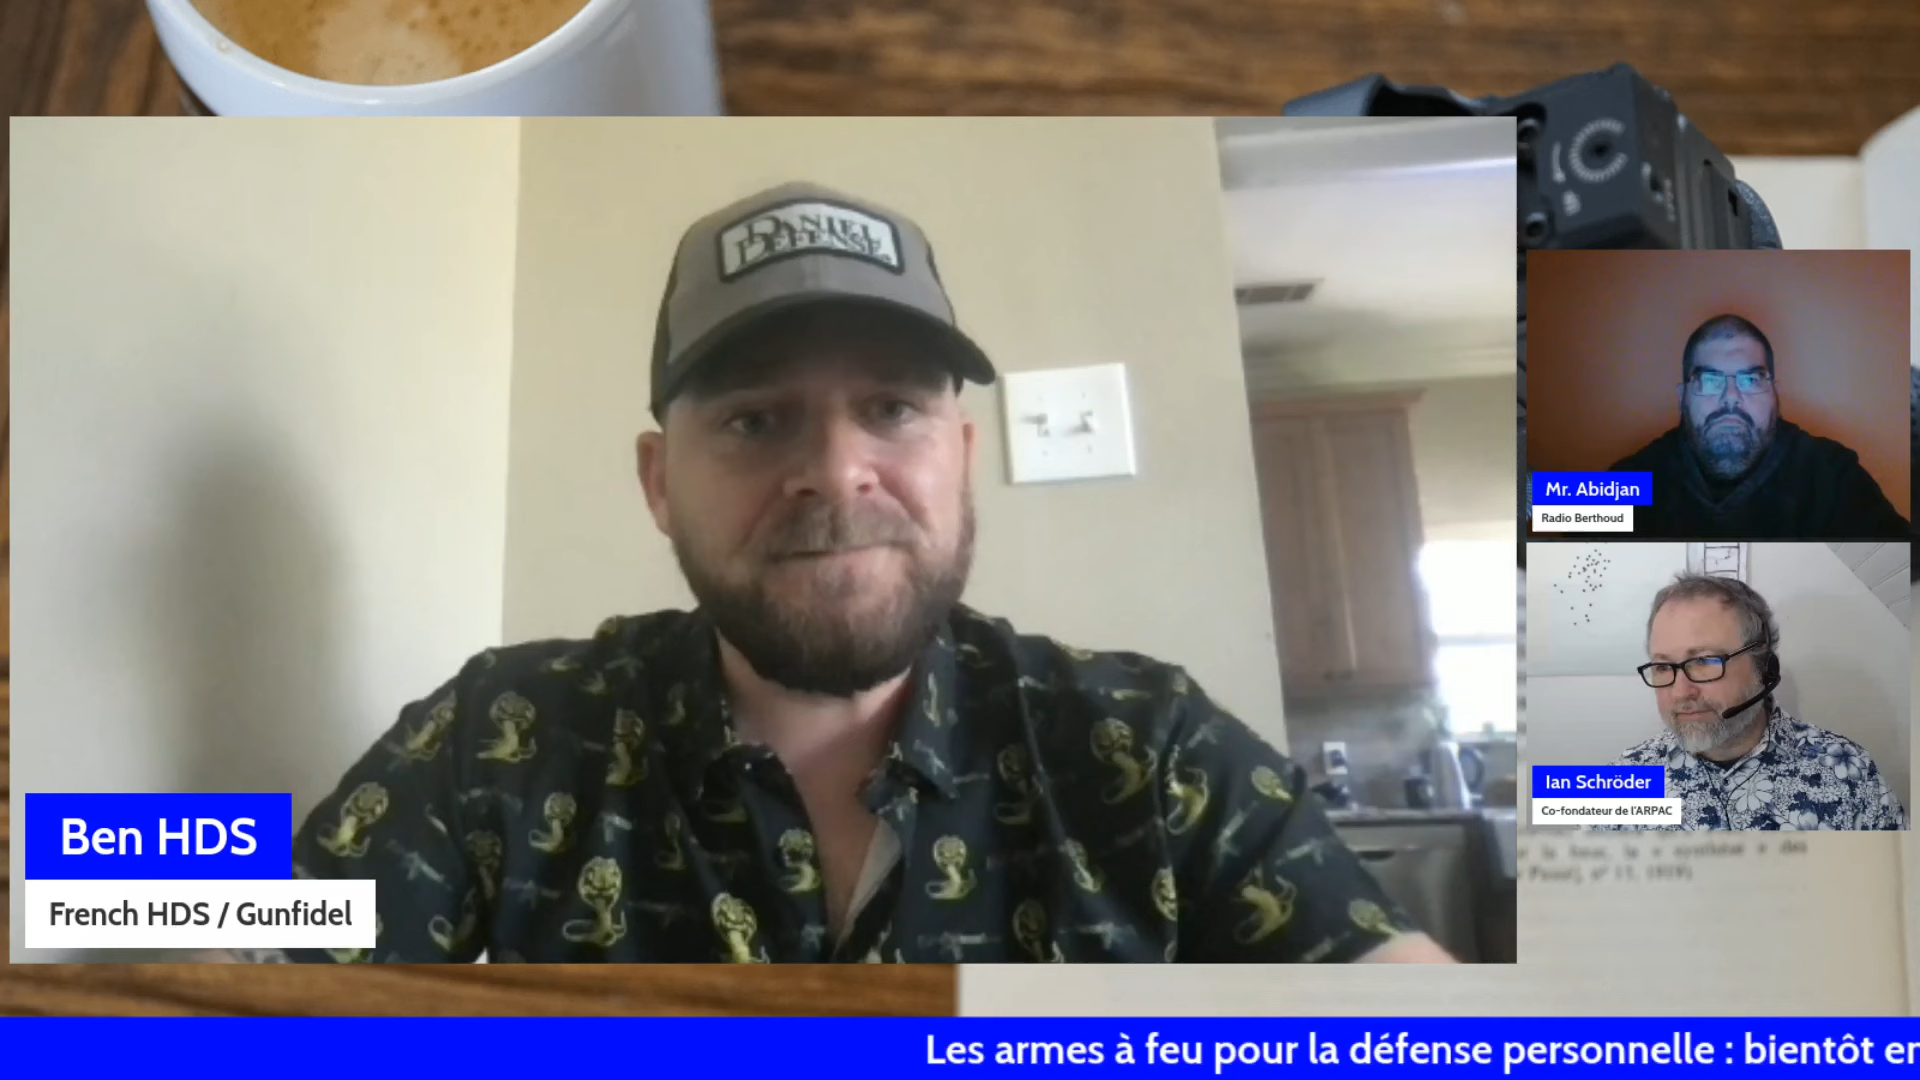 DANIEL
DEFENSE
Mr. Abidjan
Radio Berthoud
Ian Schröder
Co-fondateur de l'ARPAC
Ben HDS
French HDS / Gunfidel
Les armes à feu pour la défense personnelle : bientôt en